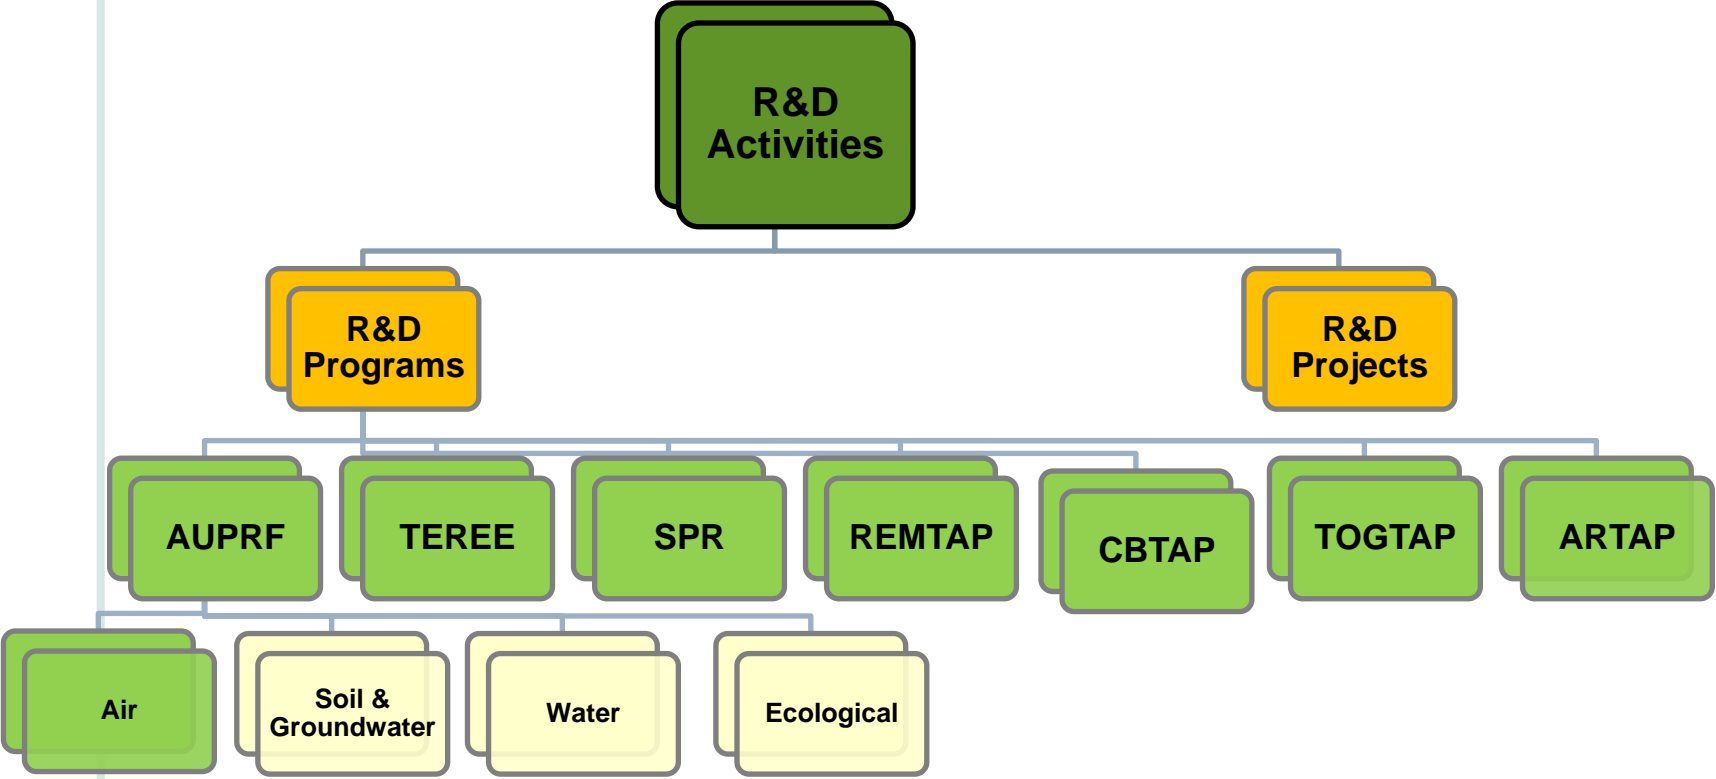 R&D
Activities
R&D
Programs
R&D
Projects
AUPRF
TEREE
SPR
REMTAP
CBTAP
TOGTAP
ARTAP
Air
Soil &
Groundwater
Water
Ecological